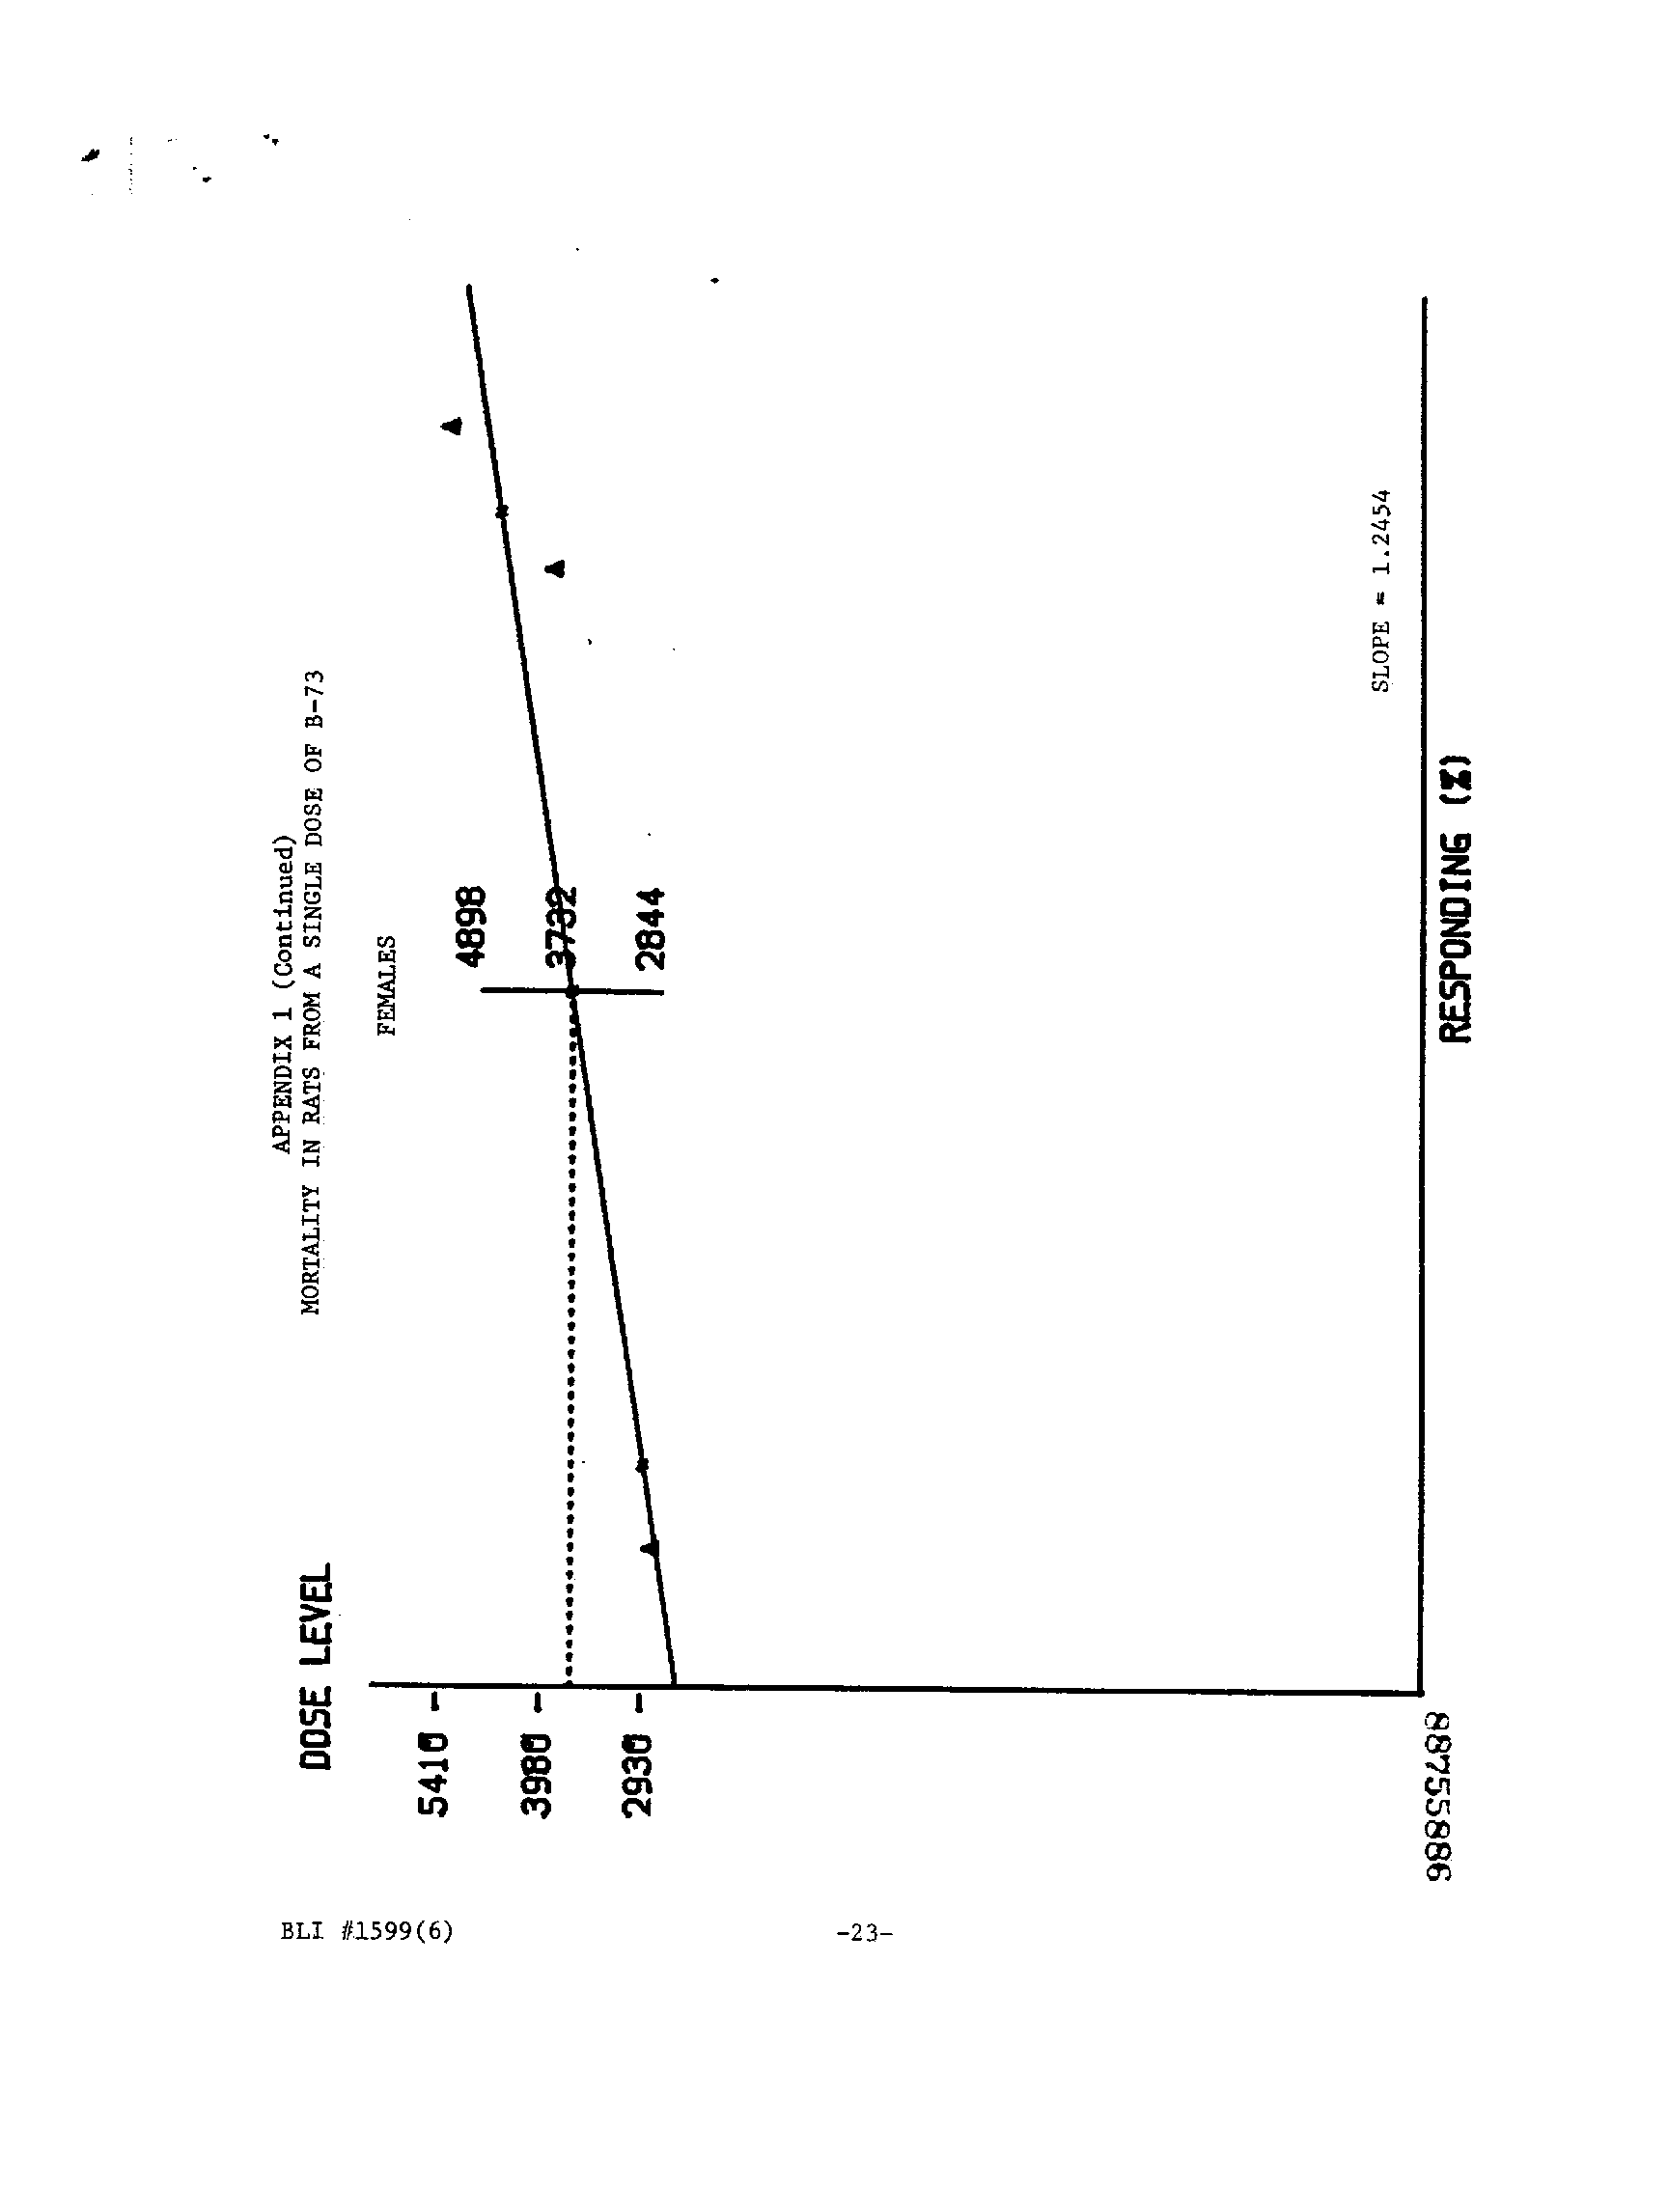 APPENDIX 1 (Continued)
MORTALITY IN RATS FROM A SINGLE DOSE OF B-73
FEMALES
DOSE LEVEL
5410
3980
2930
4898
3732
2844
SLOPE = 1.2454
RESPONDING (%)
88755886
BLI #1599(6)
-23-